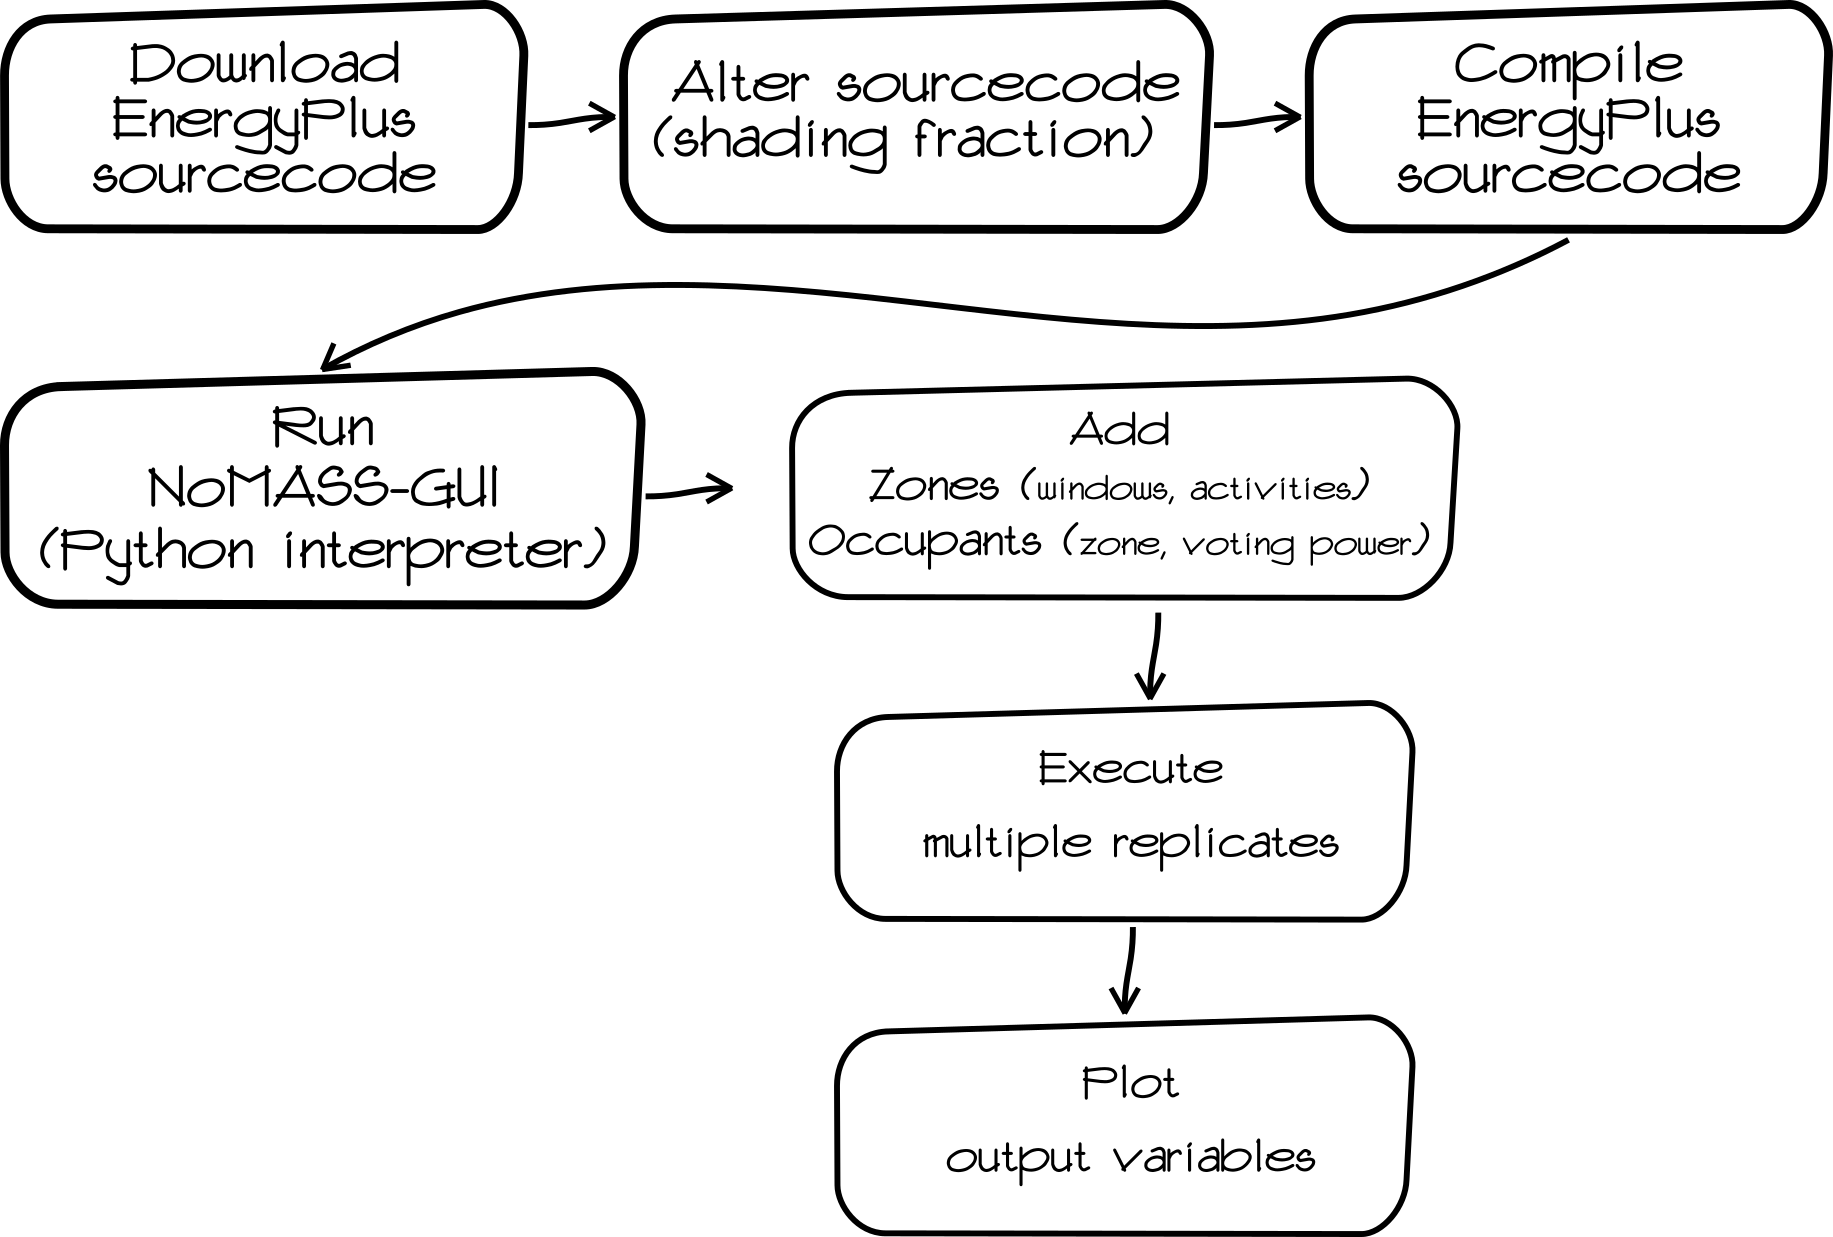 Download
EnergyPlus
sourcecode
Alter sourcecode
(shading fraction)
Compile
EnergyPlus
sourcecode
Run
NoMASS-GUI
(Python interpreter)
Add
Zones (windows, activities)
Occupants (zone, voting power)
Execute
multiple replicates
Plot
output variables